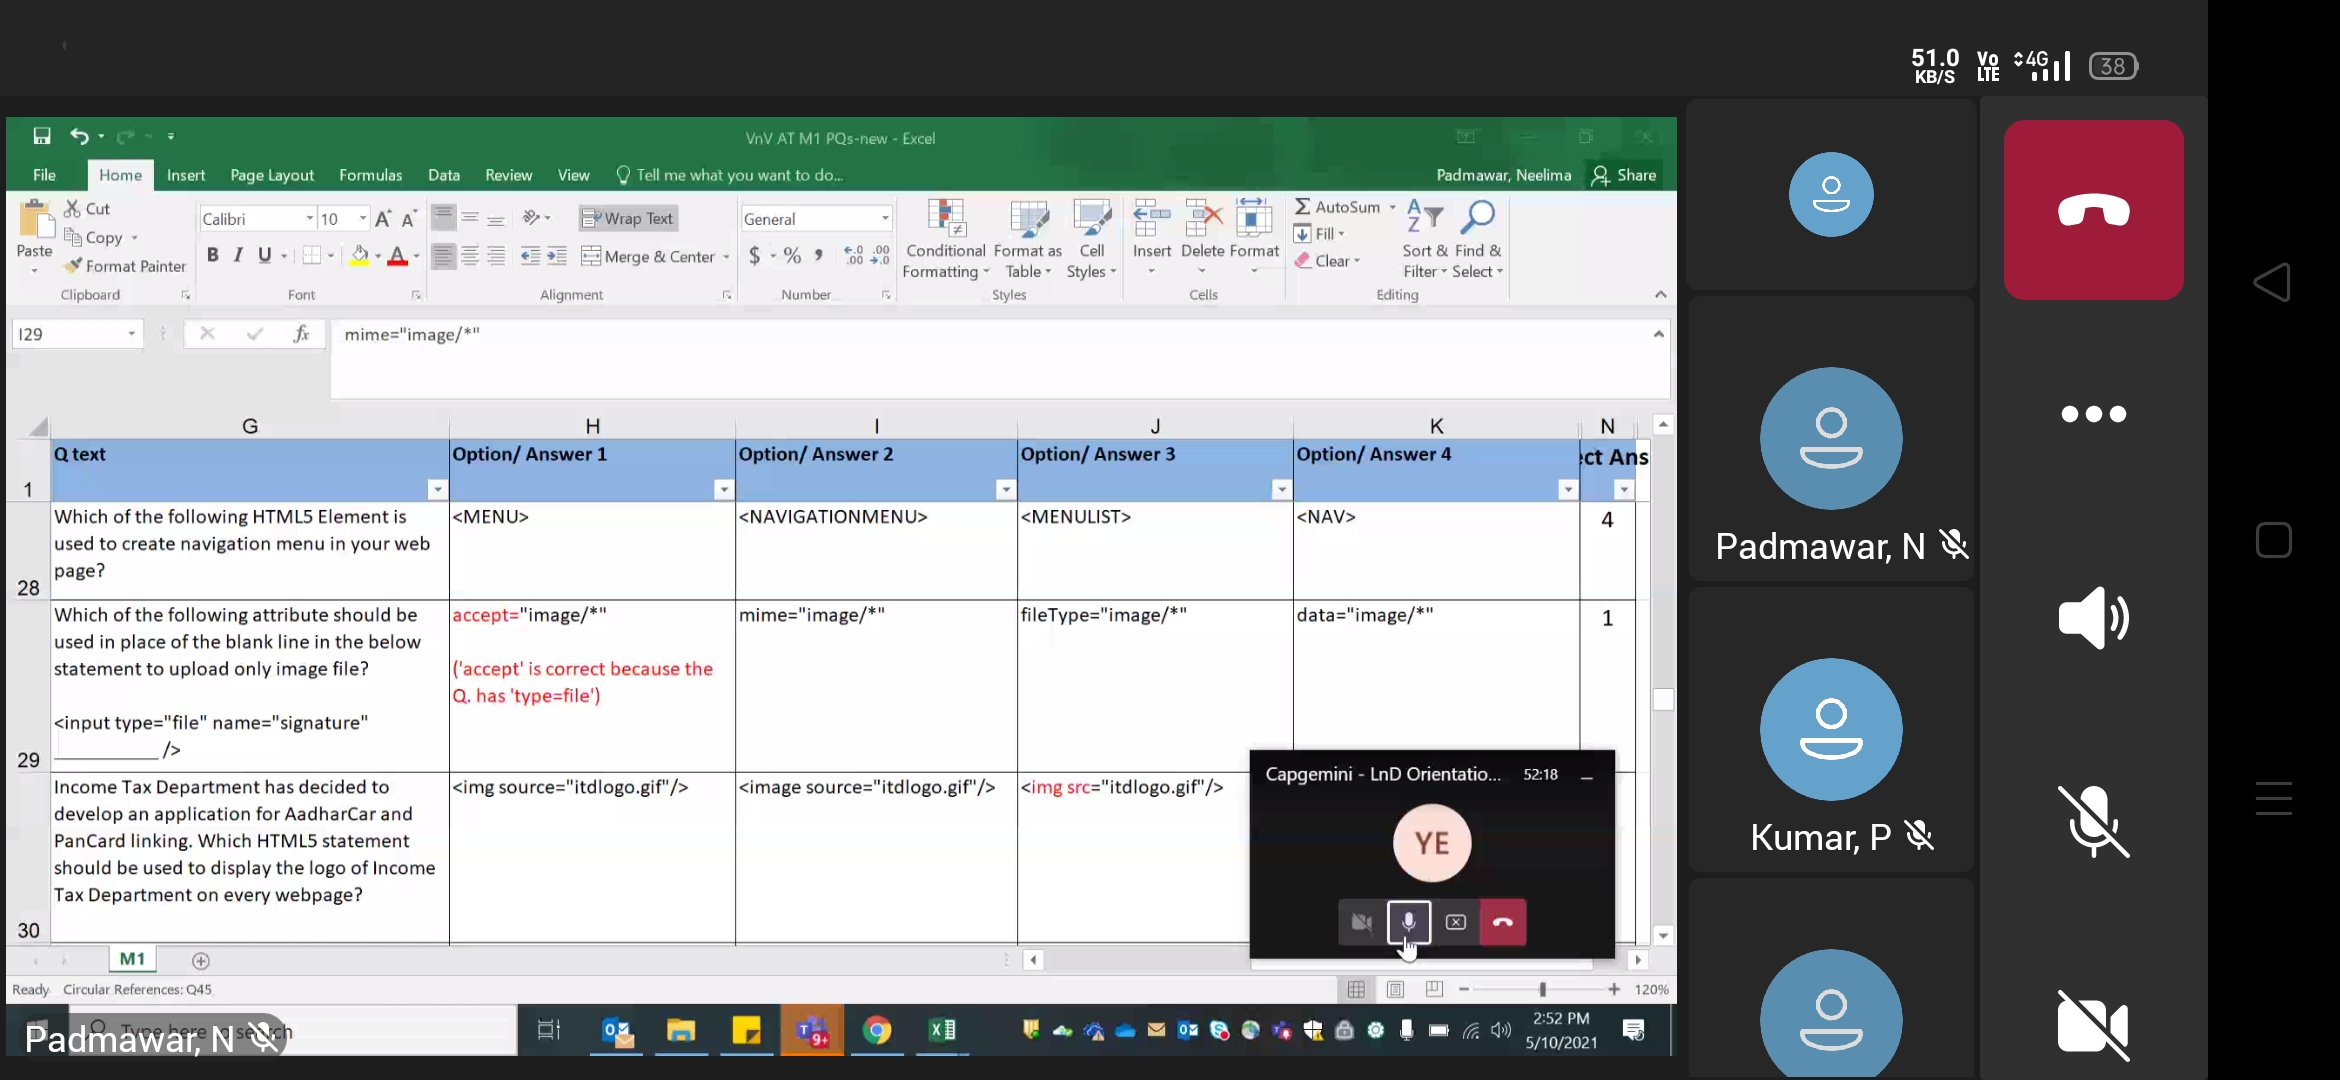 51.0
KB/S
Vo
LTE
4G
38
VnV AT M1 PQs-new - Excel
File Home Insert Page Layout Formulas Data Review View Tell me what you want to do... Padmawar, Neelima Share
Cut
Copy
Format Painter
Paste
Clipboard
Calibri 10
B I U
Font
Wrap Text
Merge & Center
Alignment
General
$ % ,
Number
Conditional Formatting
Format as Table
Cell Styles
Styles
Insert Delete Format
Cells
AutoSum
Fill
Clear
Sort & Filter
Find & Select
Editing
I29 fx mime="image/*"
G H I J K N
1 Q text Option/ Answer 1 Option/ Answer 2 Option/ Answer 3 Option/ Answer 4 ct Ans
Which of the following HTML5 Element is
used to create navigation menu in your web
page?
<MENU> <NAVIGATIONMENU> <MENULIST> <NAV> 4
28
Which of the following attribute should be
used in place of the blank line in the below
statement to upload only image file?
<input type="file" name="signature"
__________ />
accept="image/*"
('accept' is correct because the
Q. has 'type=file')
mime="image/*" fileType="image/*" data="image/*" 1
29
Income Tax Department has decided to
develop an application for AadharCar and
PanCard linking. Which HTML5 statement
should be used to display the logo of Income
Tax Department on every webpage?
<img source="itdlogo.gif"/> <image source="itdlogo.gif"/> <img src="itdlogo.gif"/>
30
Capgemini - LnD Orientatio... 52:18
YE
M1
Ready Circular References: Q45 120%
Type here search
9+
2:52 PM
5/10/2021
Padmawar, N
Padmawar, N
Kumar, P